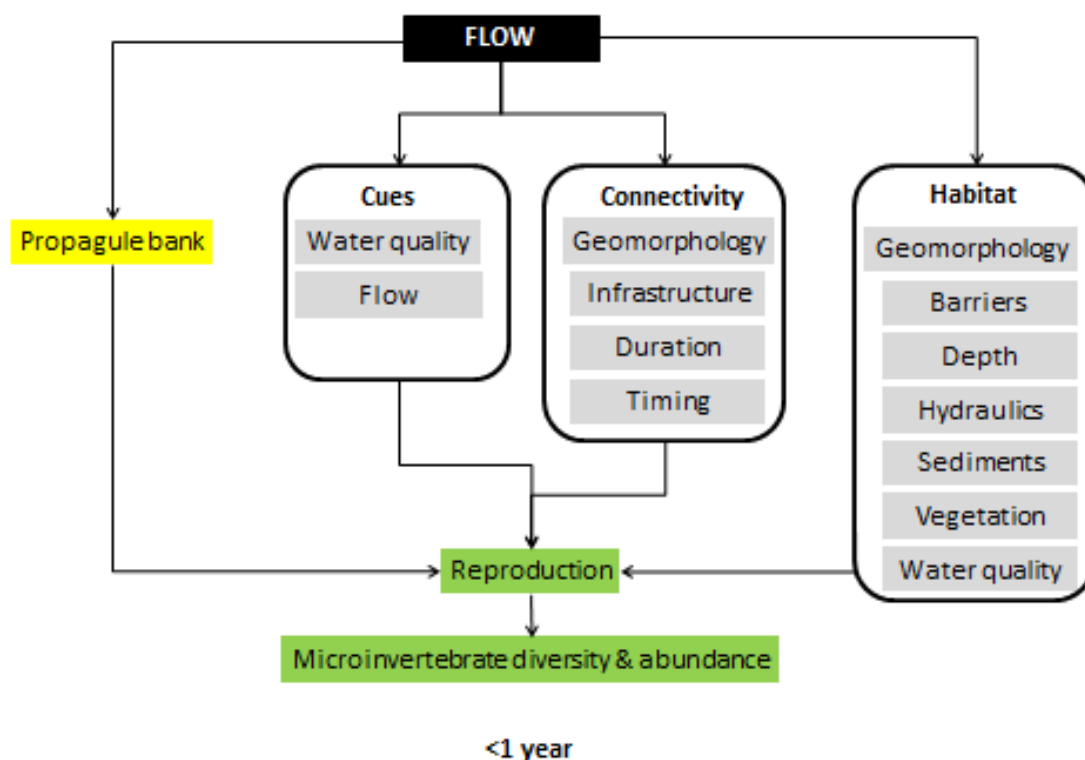 FLOW
Propagule bank
Cues
Water quality
Flow
Connectivity
Geomorphology
Infrastructure
Duration
Timing
Habitat
Geomorphology
Barriers
Depth
Hydraulics
Sediments
Vegetation
Water quality
Reproduction
Microinvertebrate diversity & abundance
<1 year